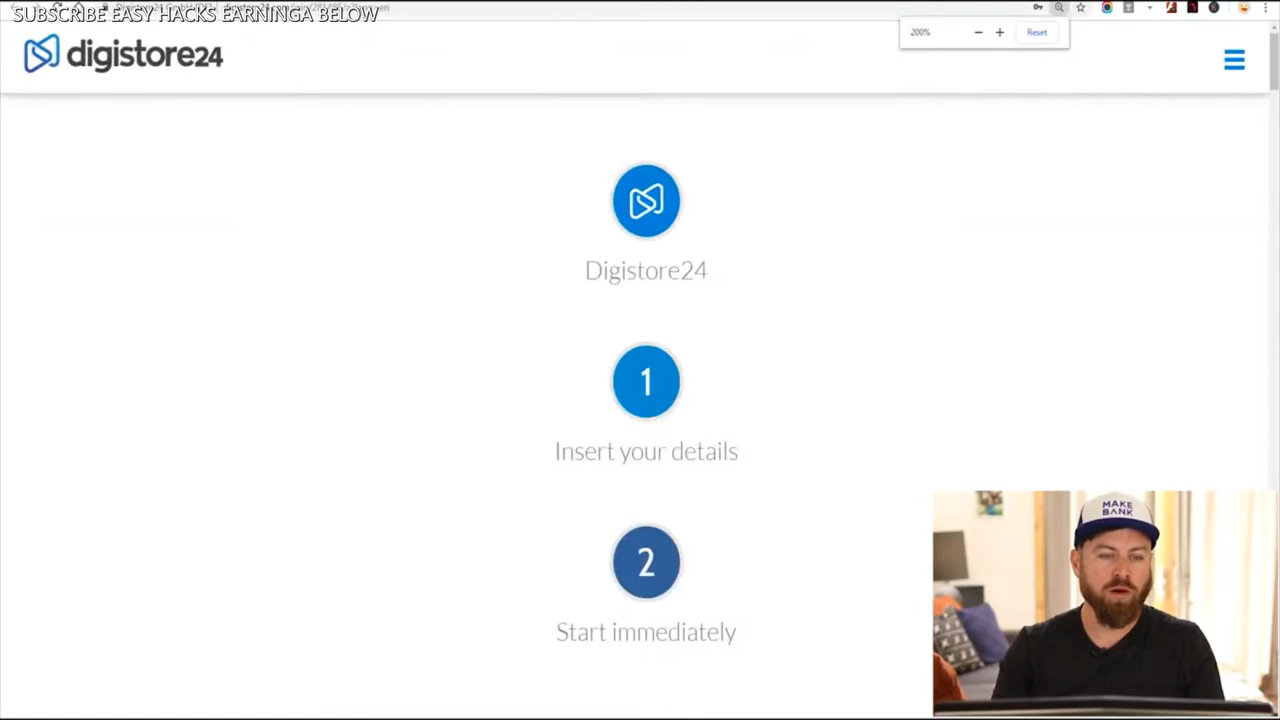 SUBSCRIBE EASY HACKS EARNINGA BELOW
200%
Reset
digistore24
Digistore24
1
Insert your details
2
Start immediately
MAKE
BANK